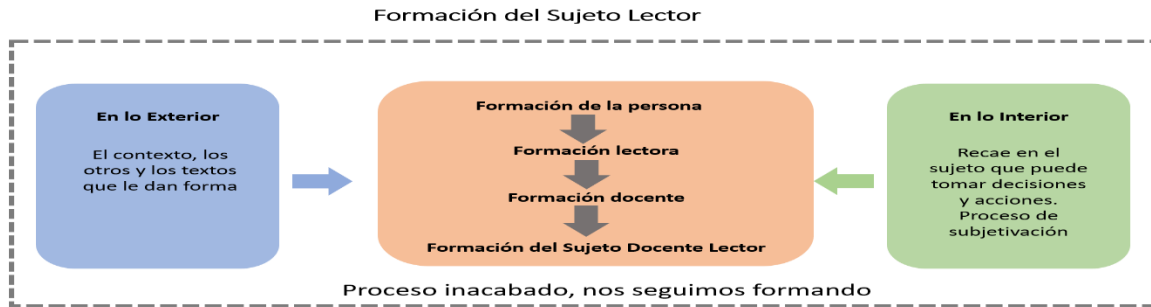 Formación del Sujeto Lector
En lo Exterior
El contexto, los
otros y los textos
que le dan forma
Formación de la persona
Formación lectora
Formación docente
Formación del Sujeto Docente Lector
En lo Interior
Recae en el
sujeto que puede
tomar decisiones
y acciones.
Proceso de
subjetivación
Proceso inacabado, nos seguimos formando